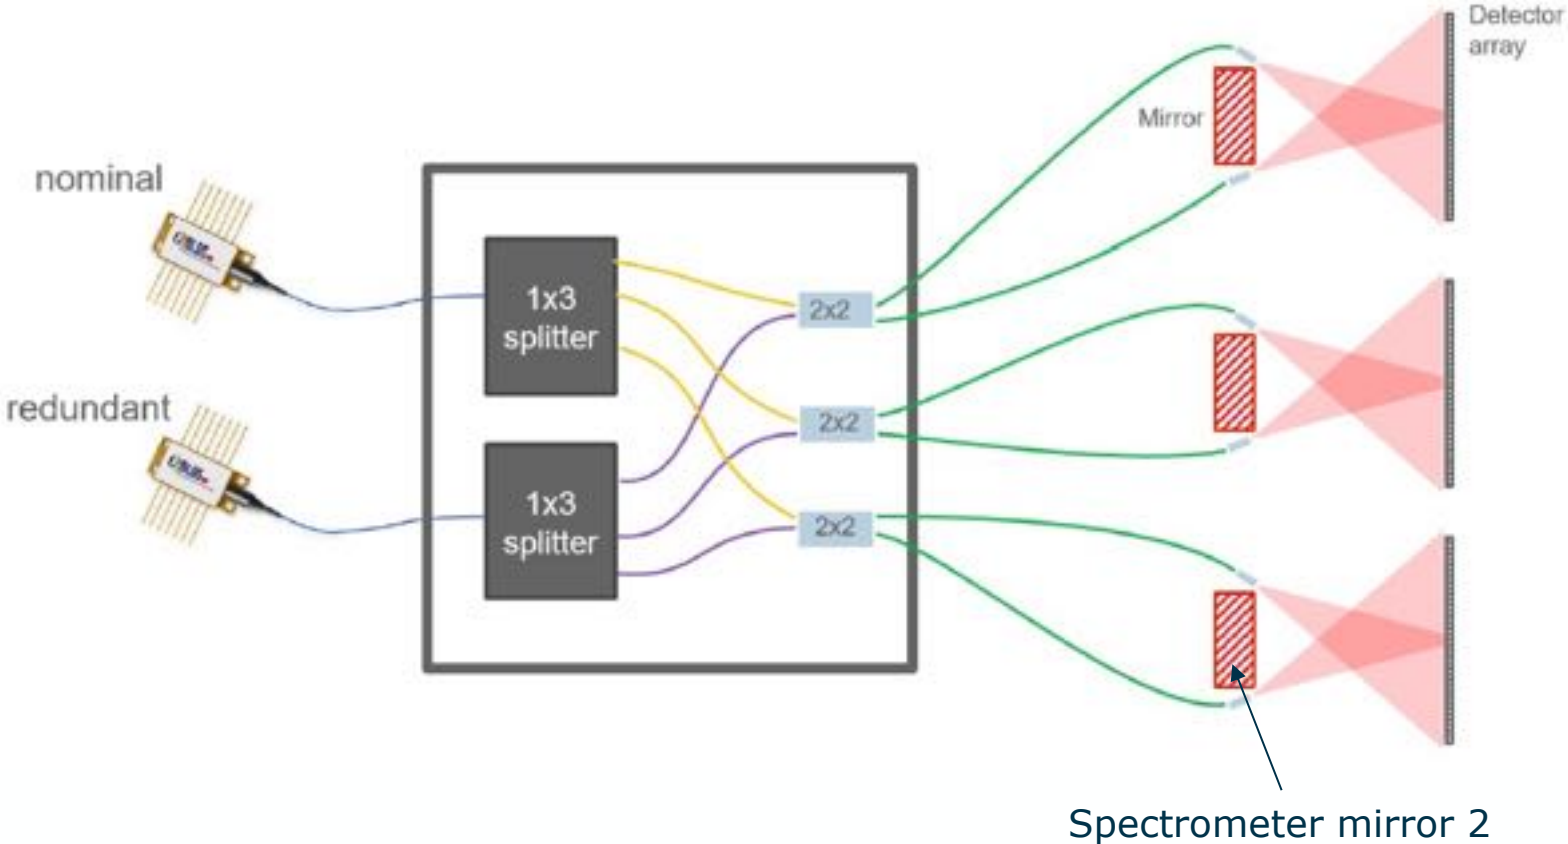 Detector
array
Mirror
nominal
1x3
splitter
2x2
redundant
2x2
1x3
splitter
2x2
Spectrometer mirror 2